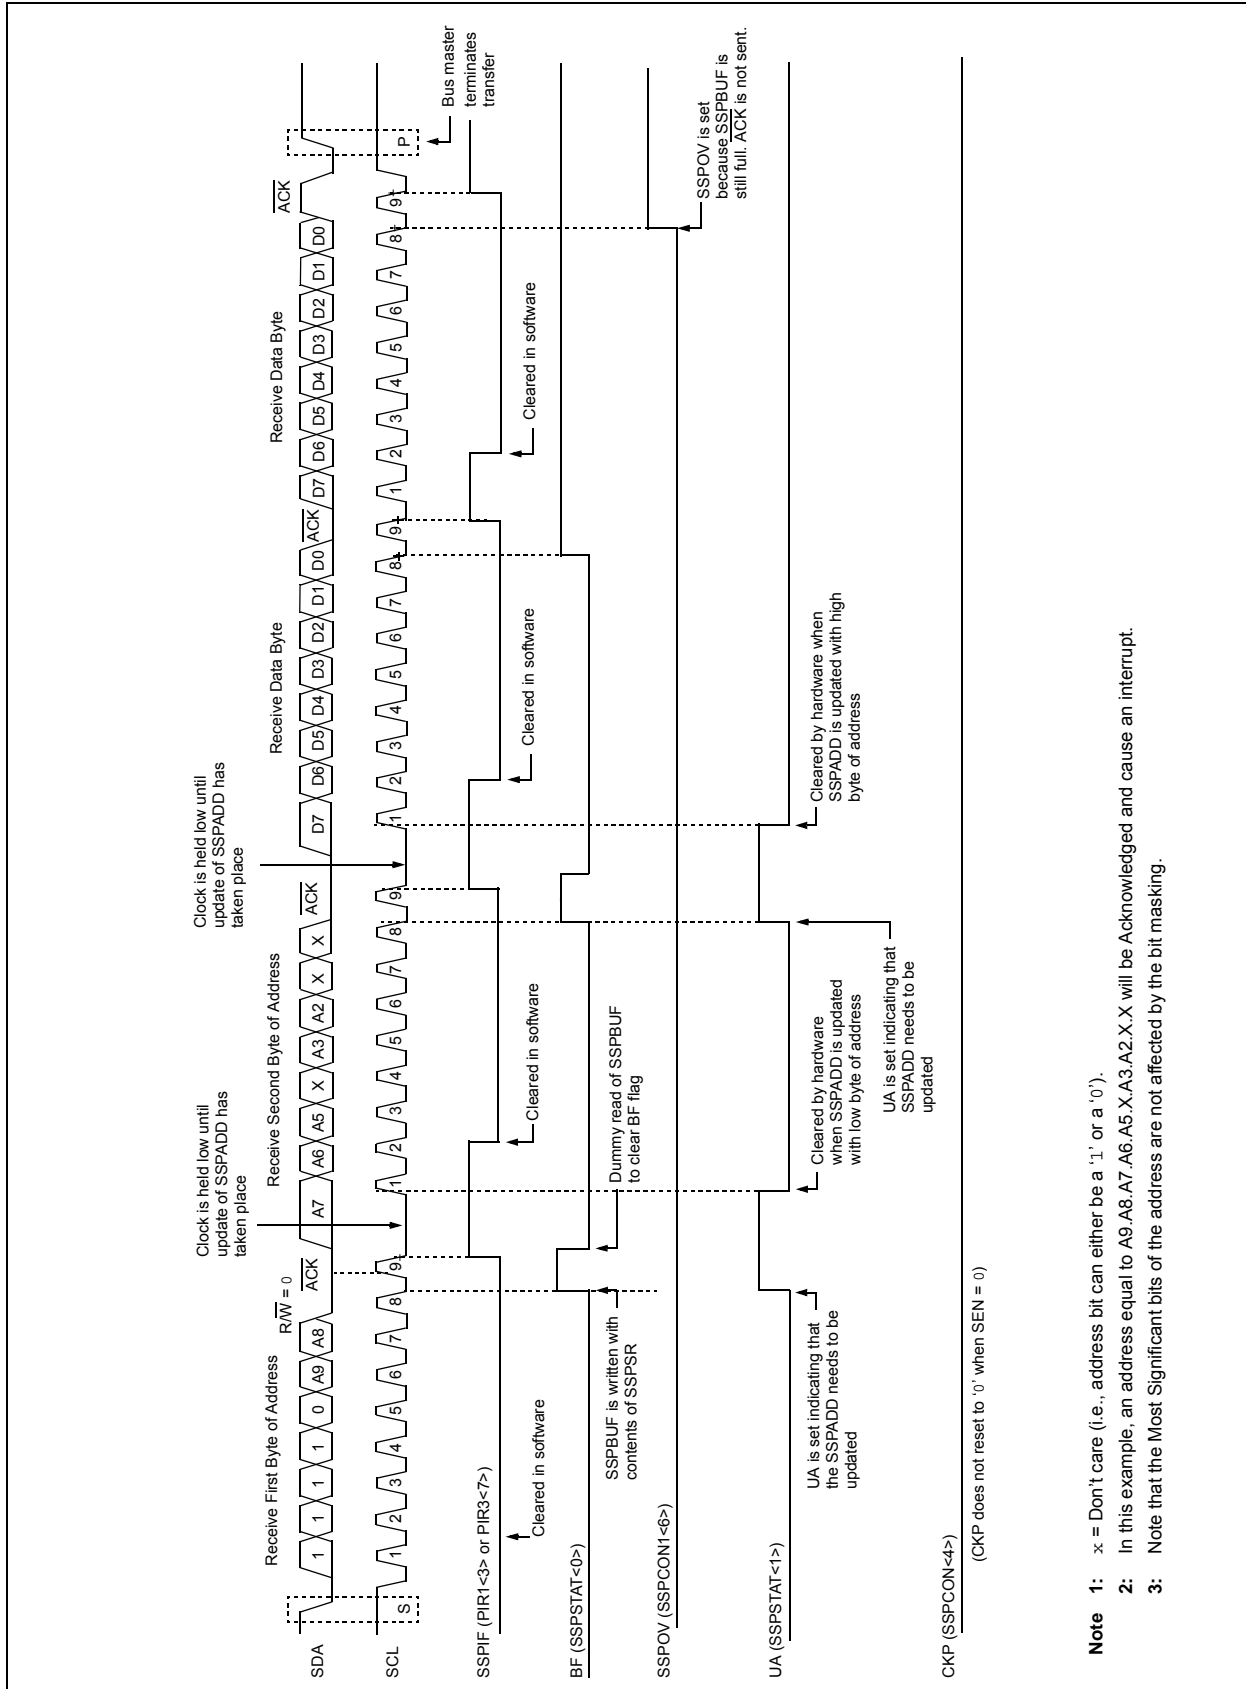 Receive First Byte of Address
R/W = 0
ACK
Clock is held low until
update of SSPADD has
taken place
Receive Second Byte of Address
ACK
Clock is held low until
update of SSPADD has
taken place
Receive Data Byte
ACK
Receive Data Byte
ACK
SDA
1 1 1 1 0 A9 A8
A7 A6 A5 X A3 A2 X X
D7 D6 D5 D4 D3 D2 D1 D0
D7 D6 D5 D4 D3 D2 D1 D0
SCL
S
1 2 3 4 5 6 7 8 9
1 2 3 4 5 6 7 8 9
1 2 3 4 5 6 7 8 9
1 2 3 4 5 6 7 8 9
P
Bus master
terminates
transfer
SSPIF (PIR1<3> or PIR3<7>)
Cleared in software
Cleared in software
Cleared in software
Cleared in software
BF (SSPSTAT<0>)
SSPBUF is written with
contents of SSPSR
Dummy read of SSPBUF
to clear BF flag
SSPOV (SSPCON1<6>)
SSPOV is set
because SSPBUF is
still full. ACK is not sent.
UA (SSPSTAT<1>)
UA is set indicating that
the SSPADD needs to be
updated
Cleared by hardware
when SSPADD is updated
with low byte of address
UA is set indicating that
SSPADD needs to be
updated
Cleared by hardware when
SSPADD is updated with high
byte of address
CKP (SSPCON<4>)
(CKP does not reset to ‘0’ when SEN = 0)
Note 1: x = Don’t care (i.e., address bit can either be a ‘1’ or a ‘0’).
2: In this example, an address equal to A9.A8.A7.A6.A5.X.A3.A2.X.X will be Acknowledged and cause an interrupt.
3: Note that the Most Significant bits of the address are not affected by the bit masking.